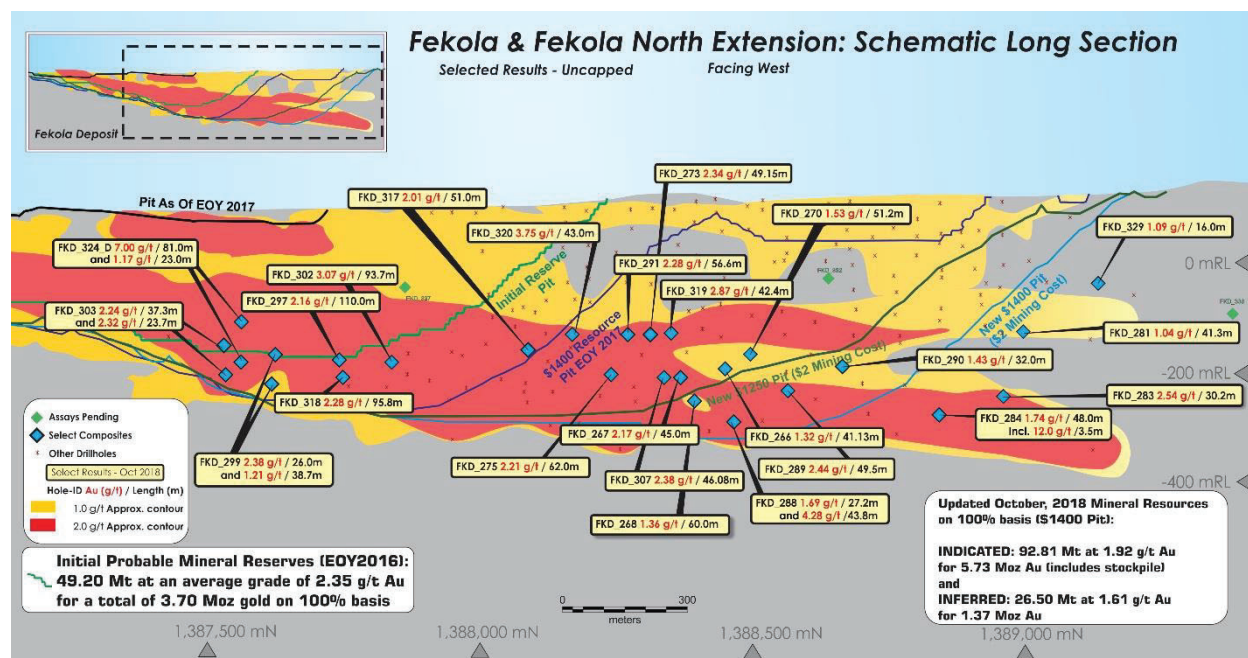 Fekola & Fekola North Extension: Schematic Long Section
Selected Results - Uncapped Facing West
Fekola Deposit
Pit As Of EOY 2017
FKD_273 2.34 g/t / 49.15m
FKD_317 2.01 g/t / 51.0m
FKD_270 1.53 g/t / 51.2m
FKD_320 3.75 g/t / 43.0m
FKD_329 1.09 g/t / 16.0m
FKD_324_D 7.00 g/t / 81.0m
and 1.17 g/t / 23.0m
FKD_291 2.28 g/t / 56.6m
0 mRL
FKD_302 3.07 g/t / 93.7m
Initial Reserve
Pit
FKD_319 2.87 g/t / 42.4m
FKD_297 2.16 g/t / 110.0m
FKD_303 2.24 g/t / 37.3m
and 2.32 g/t / 23.7m
$1400 Resource
Pit EOY 2017
New $1400 Pit
($2 Mining Cost)
FKD_281 1.04 g/t / 41.3m
New $1250 Pit ($2 Mining Cost)
FKD_290 1.43 g/t / 32.0m
-200 mRL
FKD_283 2.54 g/t / 30.2m
FKD_318 2.28 g/t / 95.8m
FKD_284 1.74 g/t / 48.0m
Incl. 12.0 g/t /3.5m
FKD_267 2.17 g/t / 45.0m
FKD_266 1.32 g/t / 41.13m
FKD_299 2.38 g/t / 26.0m
and 1.21 g/t / 38.7m
FKD_275 2.21 g/t / 62.0m
FKD_289 2.44 g/t / 49.5m
FKD_307 2.38 g/t / 46.08m
-400 mRL
FKD_288 1.69 g/t / 27.2m
and 4.28 g/t /43.8m
FKD_268 1.36 g/t / 60.0m
Assays Pending
Select Composites
Other Drillholes
Select Results - Oct 2018
Hole-ID Au (g/t) / Length (m)
1.0 g/t Approx. contour
2.0 g/t Approx. contour
Initial Probable Mineral Reserves (EOY2016):
49.20 Mt at an average grade of 2.35 g/t Au
for a total of 3.70 Moz gold on 100% basis
Updated October, 2018 Mineral Resources
on 100% basis ($1400 Pit):
INDICATED: 92.81 Mt at 1.92 g/t Au
for 5.73 Moz Au (includes stockpile)
and
INFERRED: 26.50 Mt at 1.61 g/t Au
for 1.37 Moz Au
0 300
meters
1,387,500 mN
1,388,000 mN
1,388,500 mN
1,389,000 mN